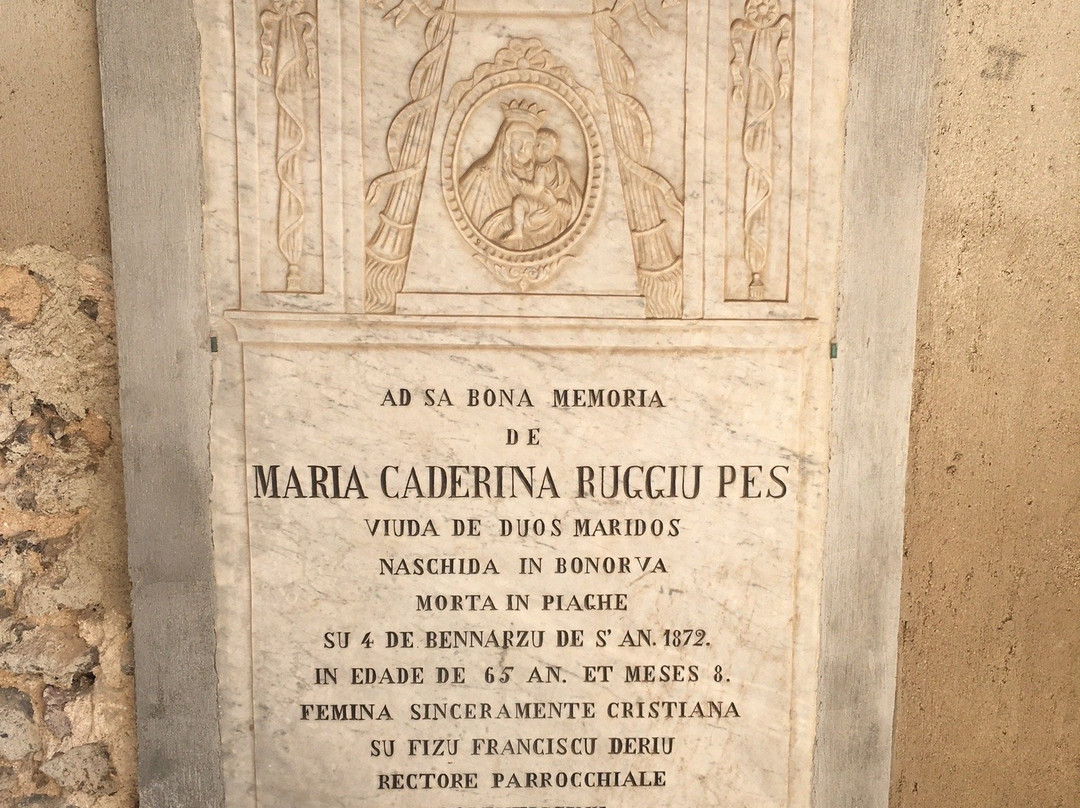 AD SA BONA MEMORIA
DE
MARIA CADERINA RUGGIU PES
VIUDA DE DUOS MARIDOS
NASCHIDA IN BONORVA
MORTA IN PIAGHE
SU 4 DE BENNARZU DE S' AN. 1872.
IN EDADE DE 65 AN. ET MESES 8.
FEMINA SINCERAMENTE CRISTIANA
SU FIZU FRANCISCU DERIU
RECTORE PARROCCHIALE